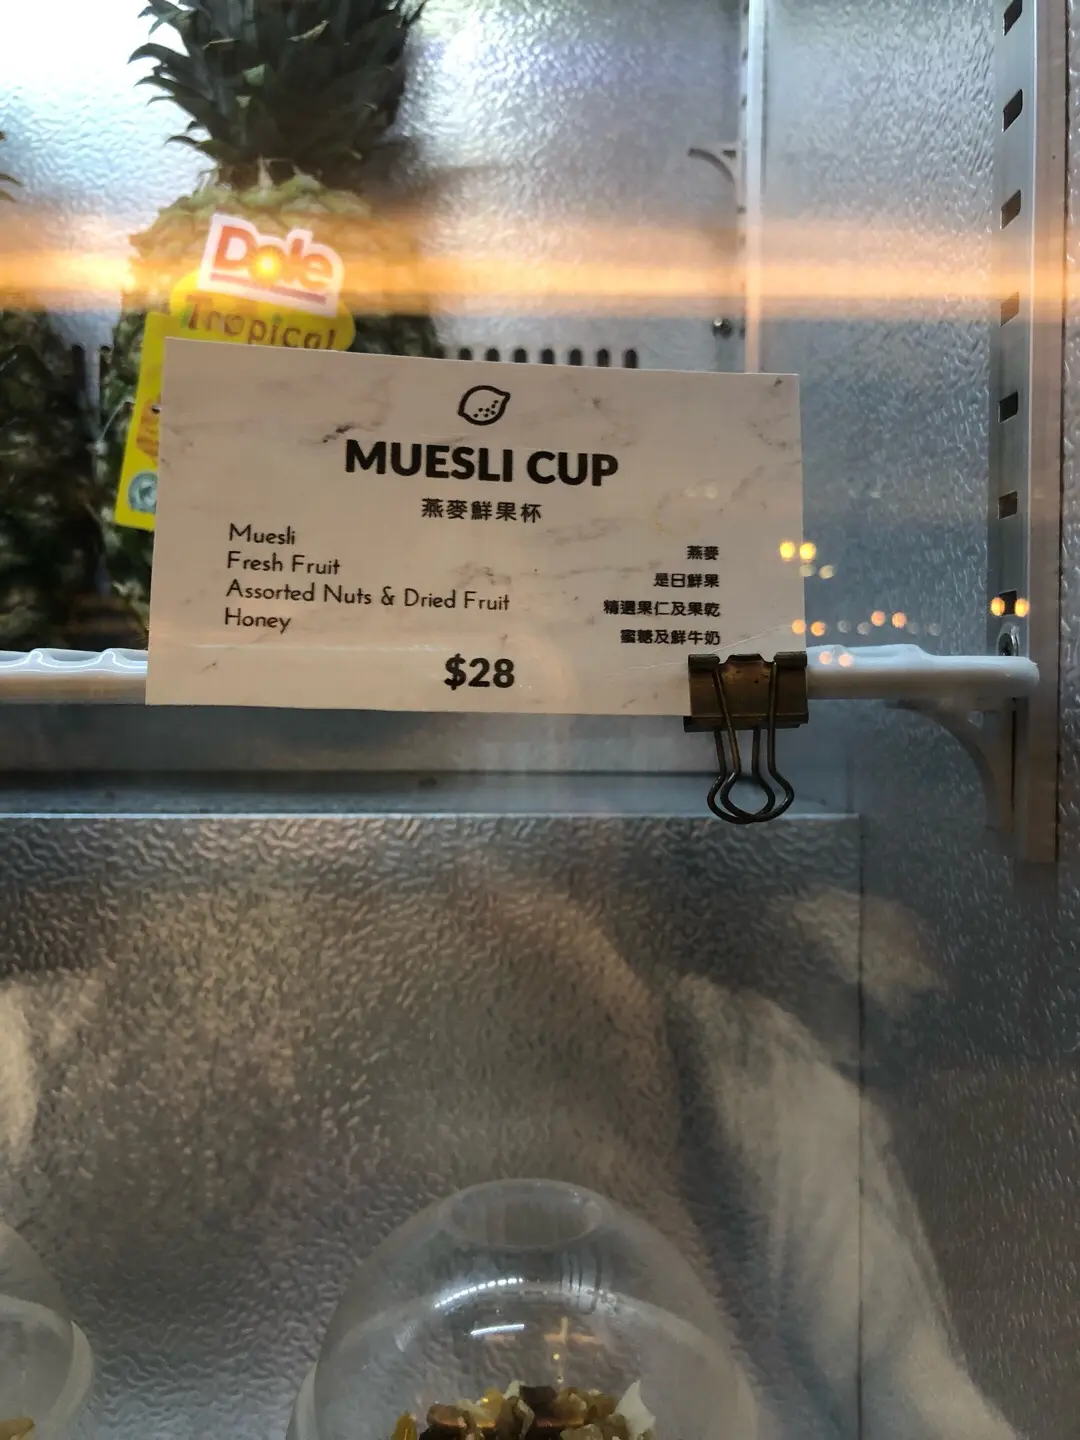 Dole
Tropical
MUESLI CUP
燕麥鮮果杯
Muesli
Fresh Fruit
Assorted Nuts & Dried Fruit
Honey
燕麥
是日鮮果
精選果仁及果乾
蜜糖及鮮牛奶
$28